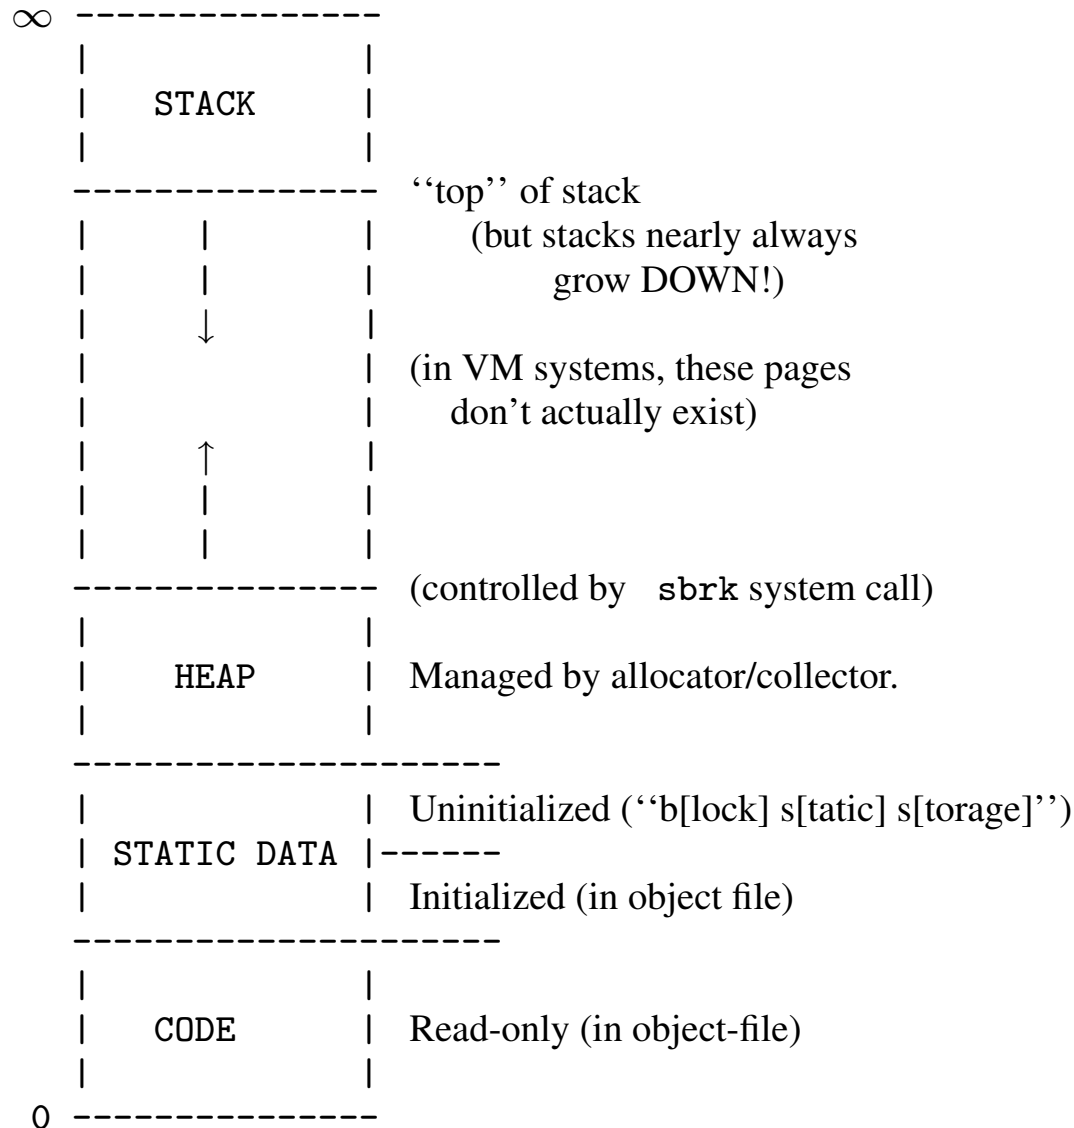 ∞ ---------------
| |
| STACK |
| |
--------------- ‘‘top’’ of stack
| | | (but stacks nearly always
| | | grow DOWN!)
| ↓ |
| | (in VM systems, these pages
| | don’t actually exist)
| ↑ |
| | |
| | |
--------------- (controlled by sbrk system call)
| |
| HEAP | Managed by allocator/collector.
| |
---------------------
| | Uninitialized (‘‘b[lock] s[tatic] s[torage]’’)
| STATIC DATA |------
| | Initialized (in object file)
---------------------
| |
| CODE | Read-only (in object-file)
| |
0 ---------------